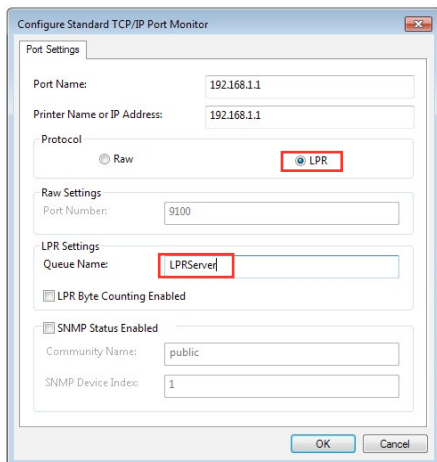 Configure Standard TCP/IP Port Monitor
Port Settings
Port Name: 192.168.1.1
Printer Name or IP Address: 192.168.1.1
Protocol
Raw LPR
Raw Settings
Port Number: 9100
LPR Settings
Queue Name: LPRServer
LPR Byte Counting Enabled
SNMP Status Enabled
Community Name: public
SNMP Device Index: 1
OK Cancel